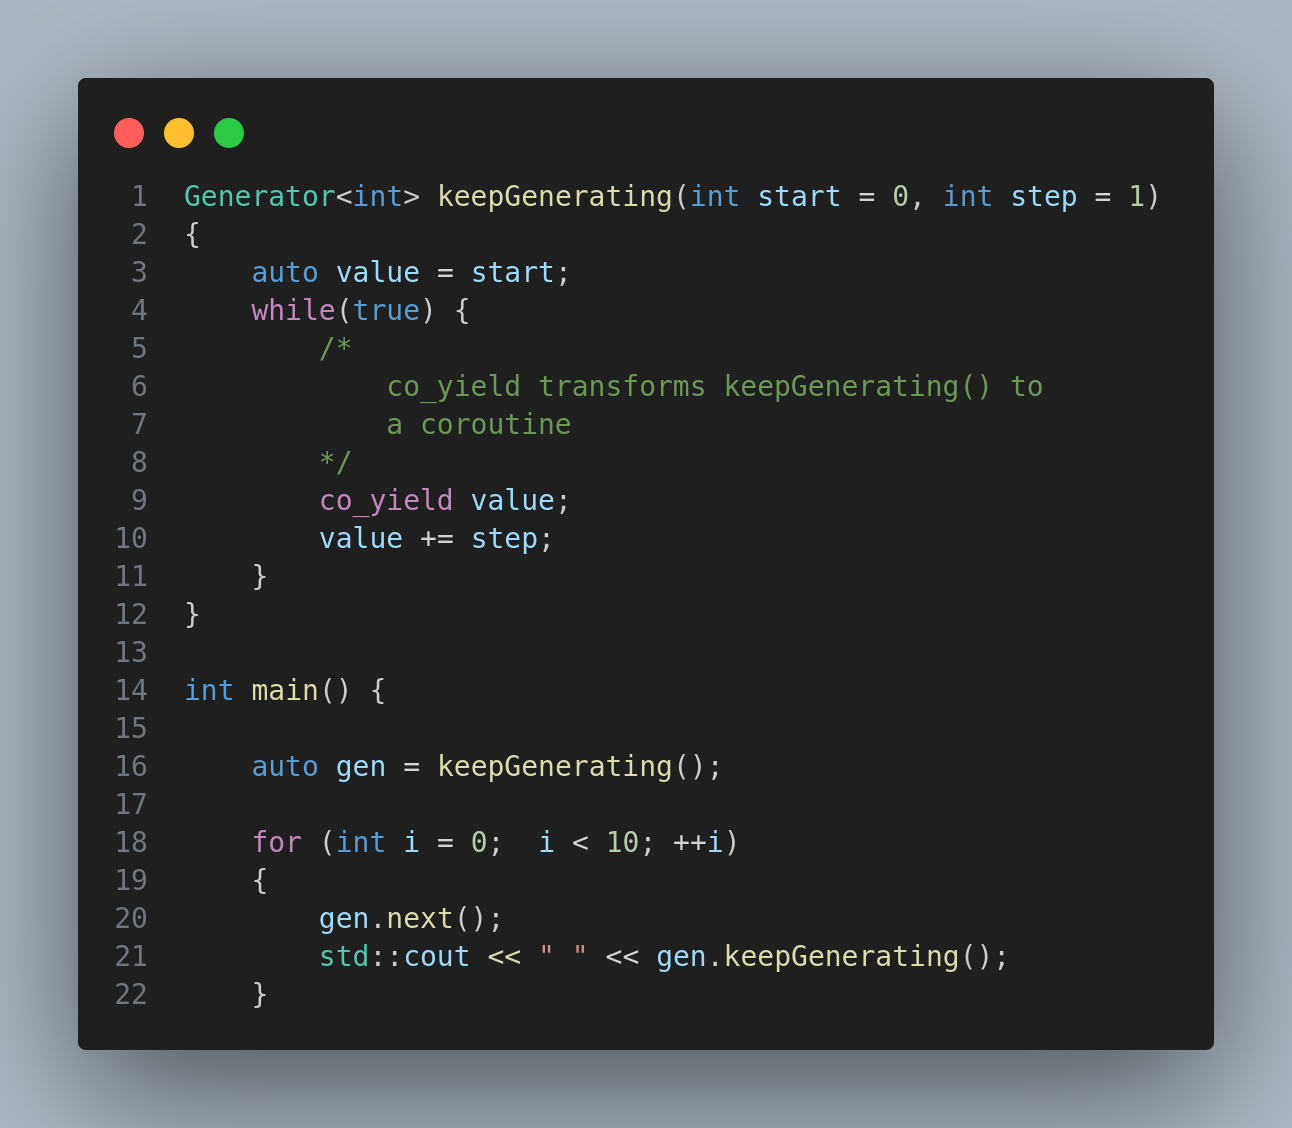 1 Generator<int> keepGenerating(int start = 0, int step = 1)
2 {
3     auto value = start;
4     while(true) {
5         /*
6             co_yield transforms keepGenerating() to
7             a coroutine
8         */
9         co_yield value;
10         value += step;
11     }
12 }
13
14 int main() {
15
16     auto gen = keepGenerating();
17
18     for (int i = 0;  i < 10; ++i)
19     {
20         gen.next();
21         std::cout << " " << gen.keepGenerating();
22     }